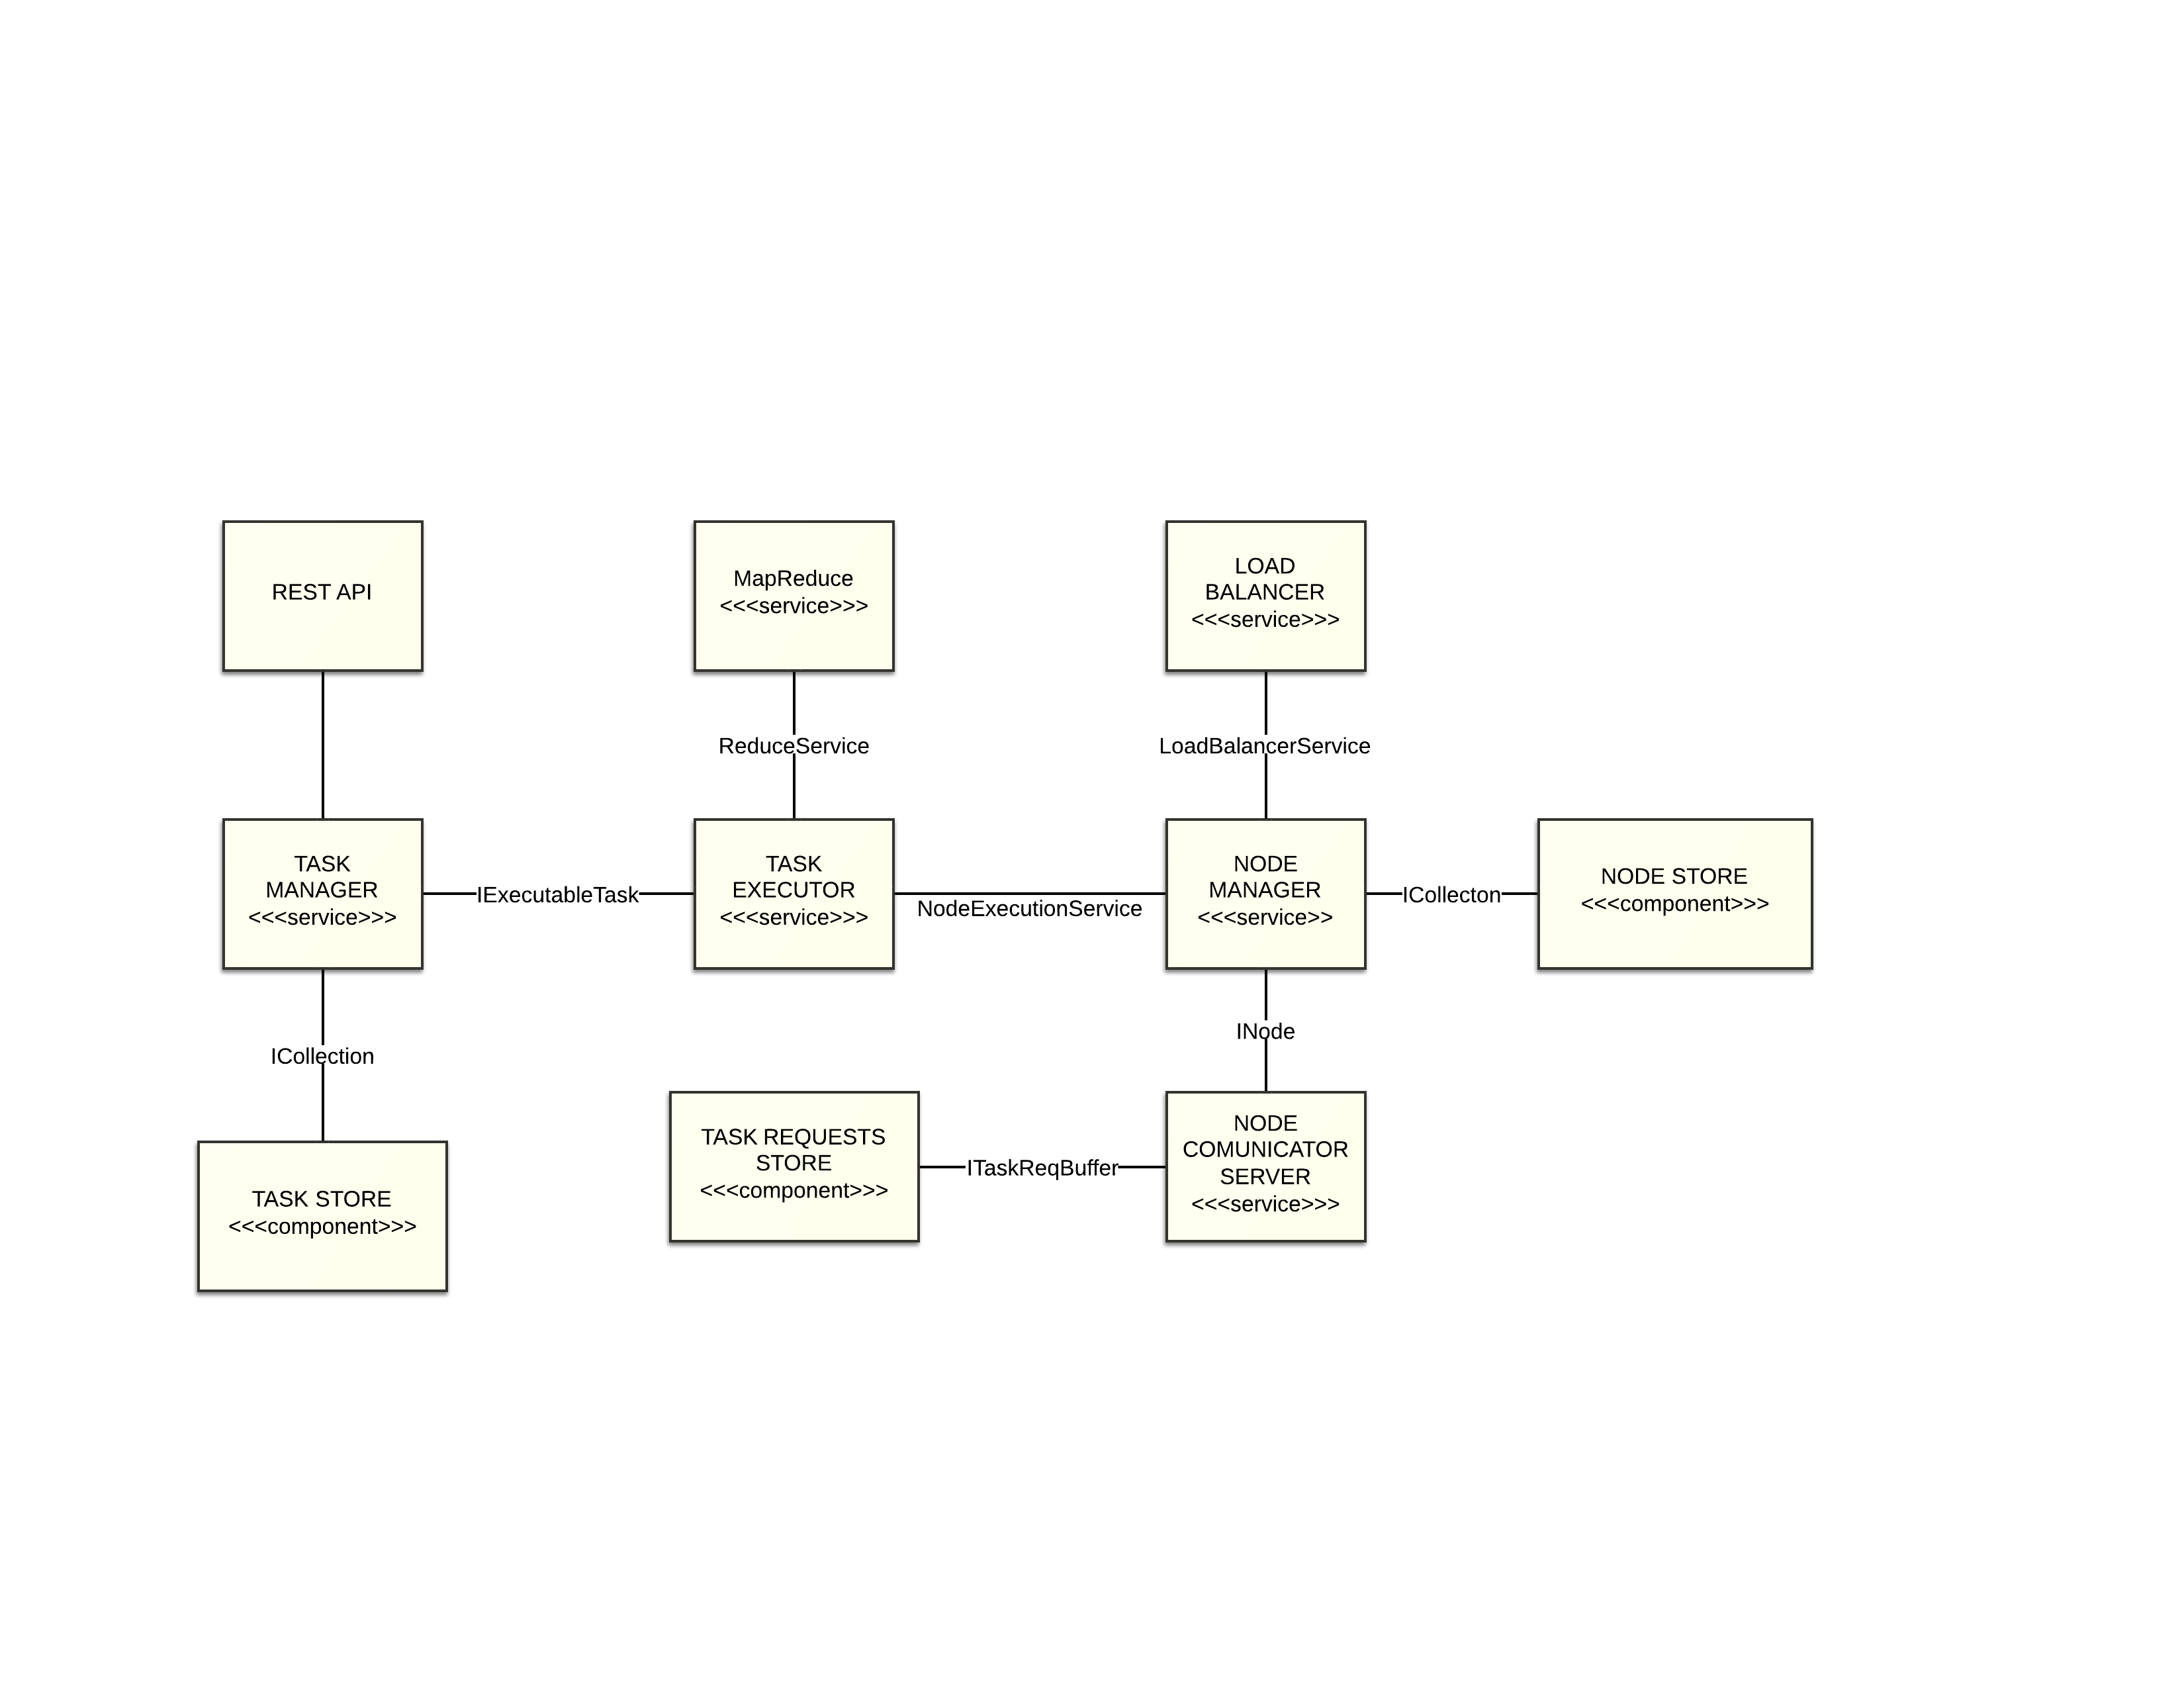 REST API
MapReduce
<<<service>>>
LOAD
BALANCER
<<<service>>>
ReduceService
LoadBalancerService
TASK
MANAGER
<<<service>>>
IExecutableTask
TASK
EXECUTOR
<<<service>>>
NodeExecutionService
NODE
MANAGER
<<<service>>
ICollecton
NODE STORE
<<<component>>>
ICollection
INode
TASK REQUESTS
STORE
<<<component>>>
ITaskReqBuffer
NODE
COMUNICATOR
SERVER
<<<service>>>
TASK STORE
<<<component>>>